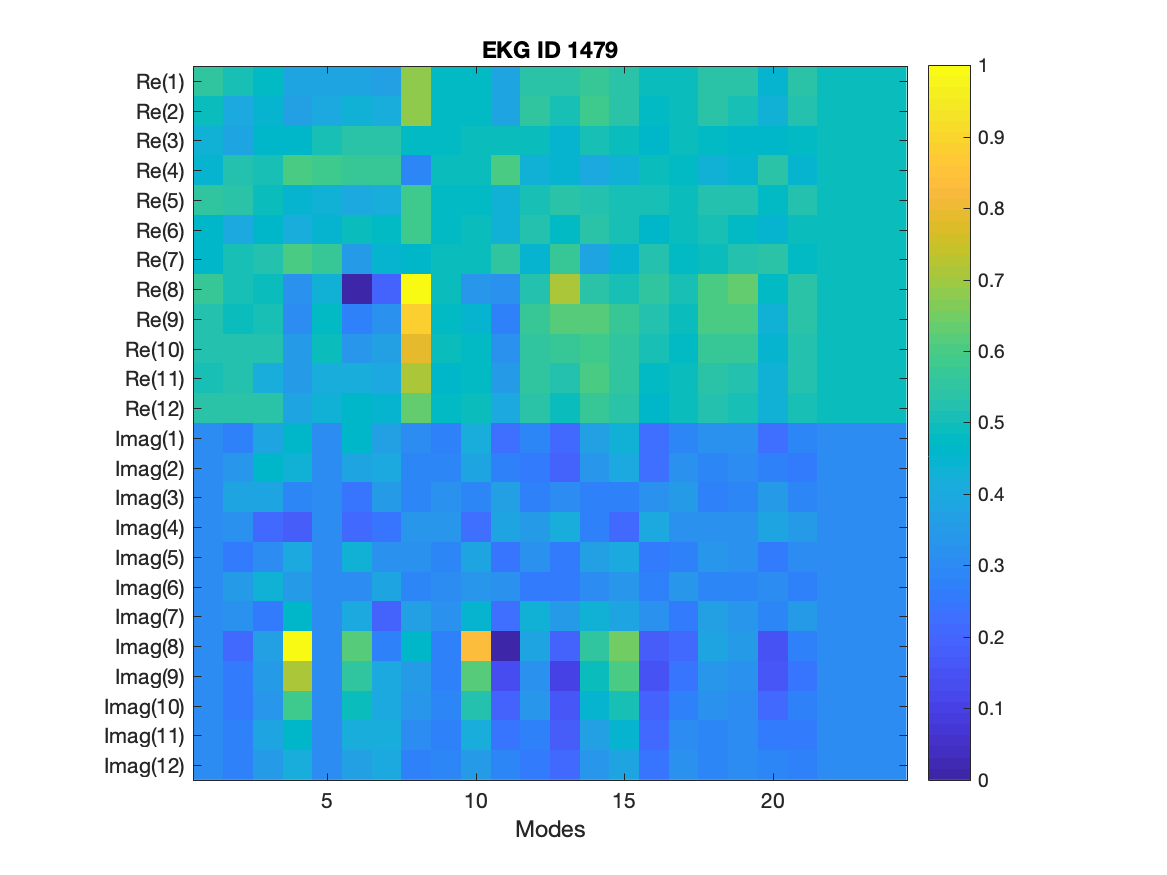 EKG ID 1479
Re(1)
Re(2)
Re(3)
Re(4)
Re(5)
Re(6)
Re(7)
Re(8)
Re(9)
Re(10)
Re(11)
Re(12)
Imag(1)
Imag(2)
Imag(3)
Imag(4)
Imag(5)
Imag(6)
Imag(7)
Imag(8)
Imag(9)
Imag(10)
Imag(11)
Imag(12)
5 10 15 20
Modes
1
0.9
0.8
0.7
0.6
0.5
0.4
0.3
0.2
0.1
0